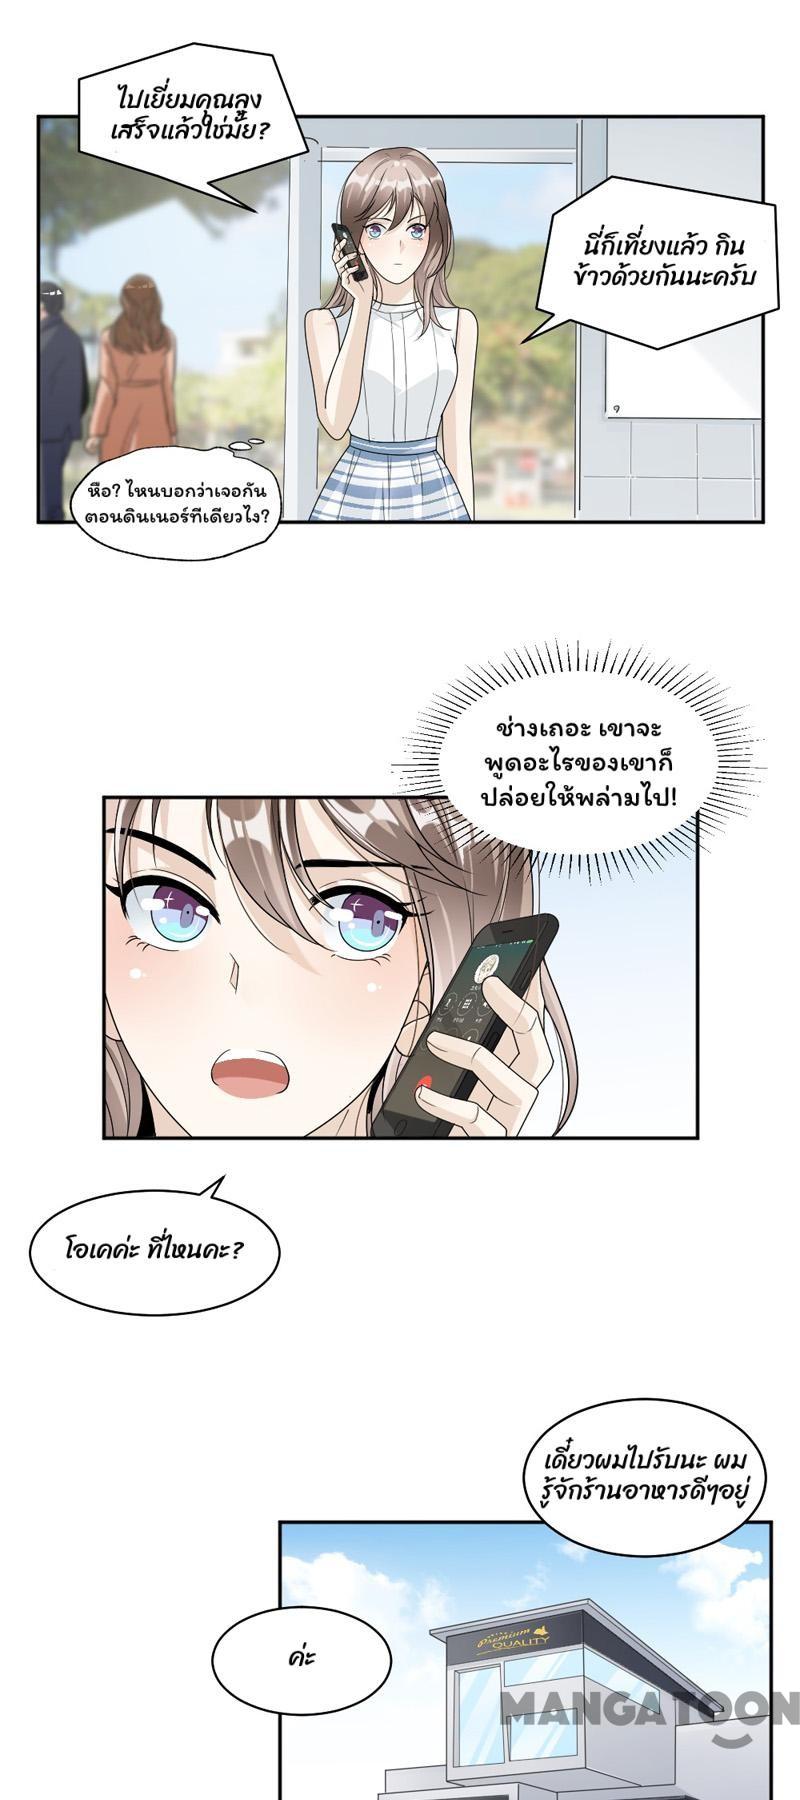 ไปเยี่ยมคุณลุง
เสร็จแล้วใช่มั้ย?
นี่ก็เที่ยงแล้ว กิน
ข้าวด้วยกันนะครับ
หือ? ไหนบอกว่าเจอกัน
ตอนดินเนอร์ทีเดียวไง?
ช่างเถอะ เขาจะ
พูดอะไรของเขาก็
ปล่อยให้พล่ามไป!
โอเคค่ะ ที่ไหนคะ?
เดี๋ยวผมไปรับนะ ผม
รู้จักร้านอาหารดีๆอยู่
ค่ะ
Premium
QUALITY
MANGATOON